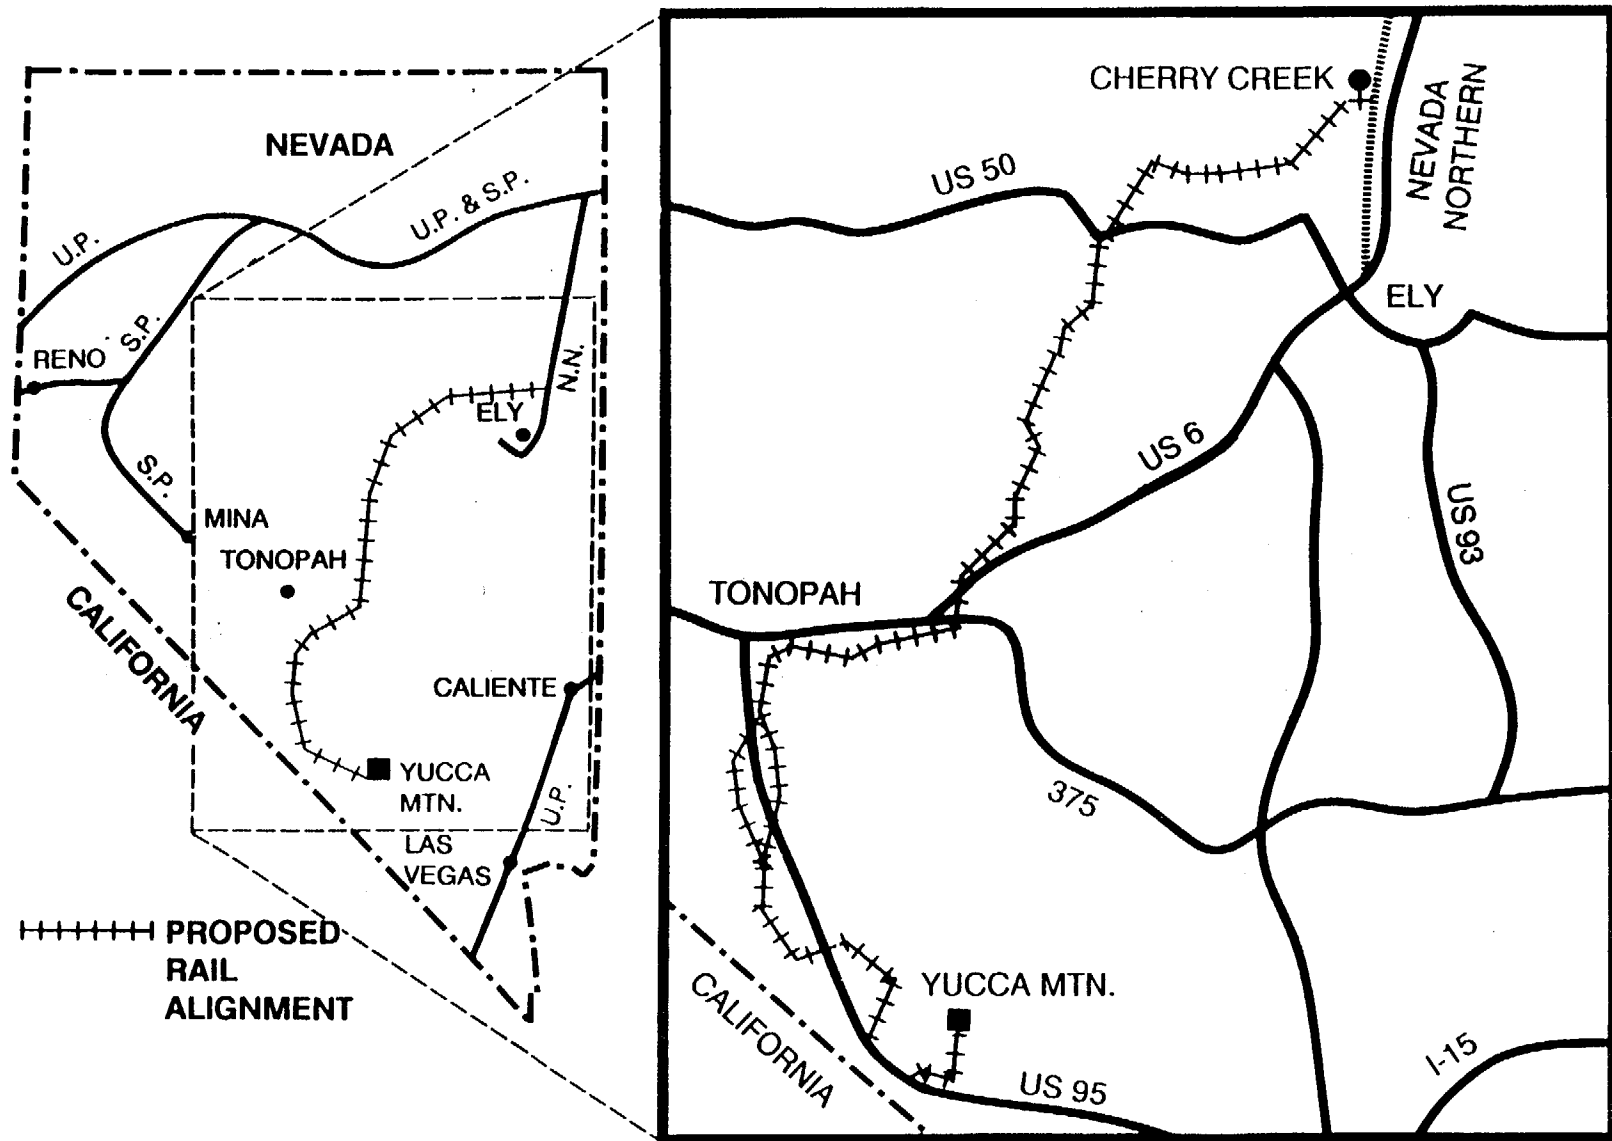 NEVADA
U.P. & S.P.
U.P.
S.P.
RENO
N.N.
ELY
S.P.
MINA
TONOPAH
CALIFORNIA
CALIENTE
YUCCA
MTN.
U.P.
LAS
VEGAS
PROPOSED
RAIL
ALIGNMENT
CHERRY CREEK
NEVADA
NORTHERN
US 50
ELY
US 6
US 93
TONOPAH
375
YUCCA MTN.
CALIFORNIA
I-15
US 95